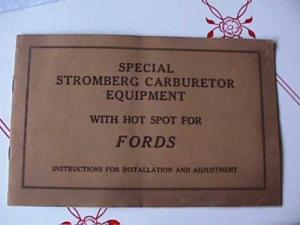 SPECIAL
STROMBERG CARBURETOR
EQUIPMENT
WITH HOT SPOT FOR
FORDS
INSTRUCTIONS FOR INSTALLATION AND ADJUSTMENT